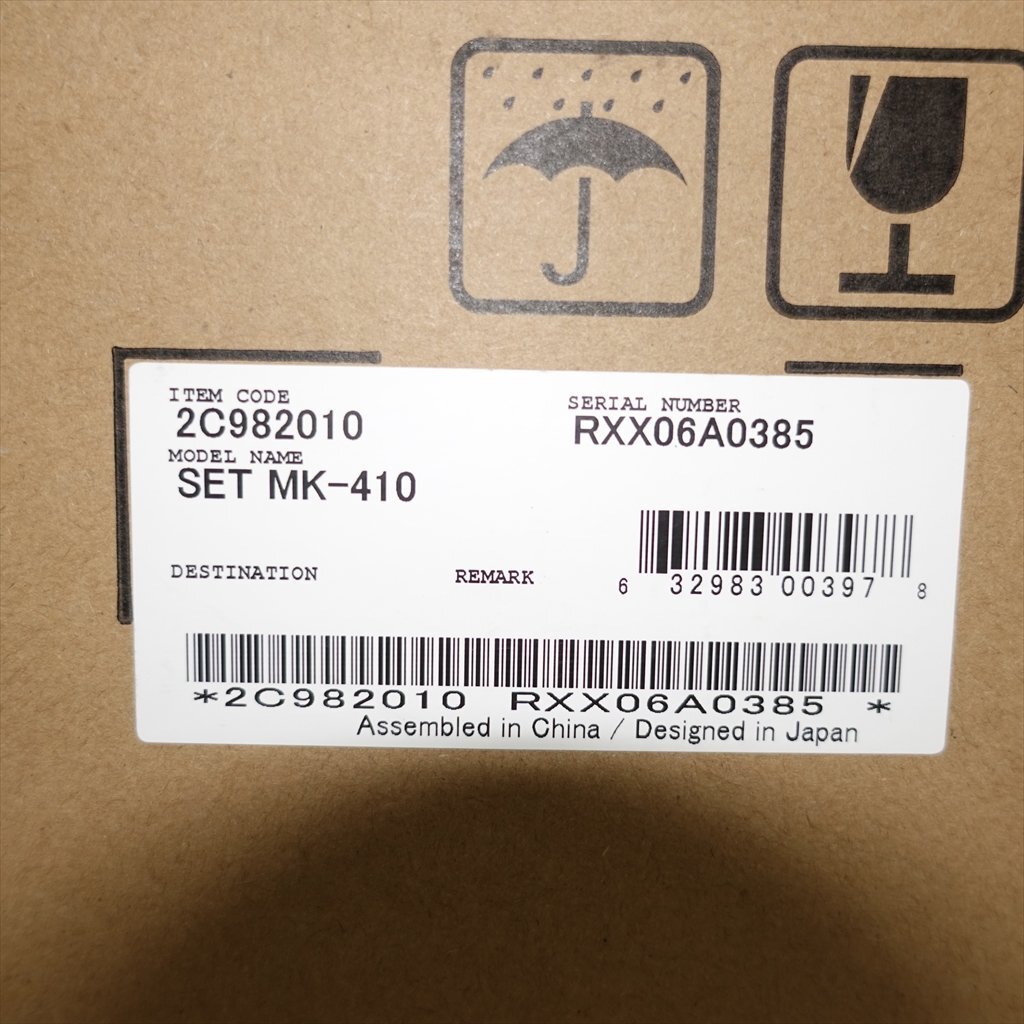 ITEM CODE
2C982010
SERIAL NUMBER
RXX06A0385
MODEL NAME
SET MK-410
DESTINATION
REMARK
6 32983 00397 8
*2C982010 RXX06A0385 *
Assembled in China / Designed in Japan